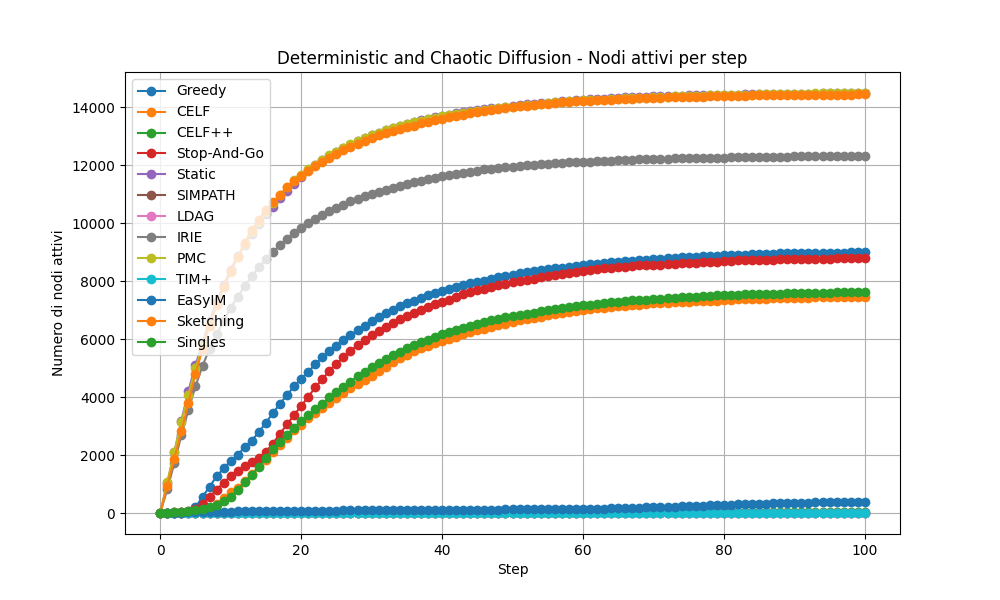 Deterministic and Chaotic Diffusion - Nodi attivi per step
Numero di nodi attivi
14000
12000
10000
8000
6000
4000
2000
0
Greedy
CELF
CELF++
Stop-And-Go
Static
SIMPATH
LDAG
IRIE
PMC
TIM+
EaSyIM
Sketching
Singles
0 20 40 60 80 100
Step